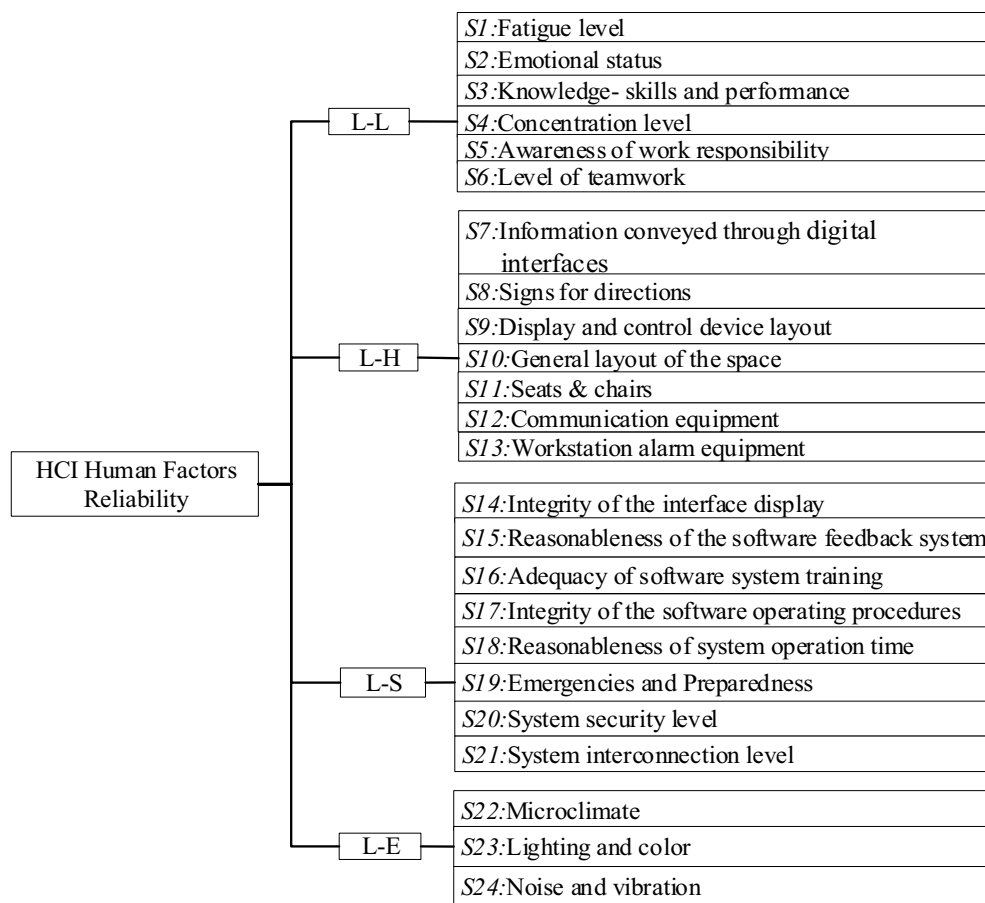 S1:Fatigue level
S2:Emotional status
S3:Knowledge- skills and performance
L-L
S4:Concentration level
S5:Awareness of work responsibility
S6:Level of teamwork
S7:Information conveyed through digital
interfaces
S8:Signs for directions
S9:Display and control device layout
L-H
S10:General layout of the space
S11:Seats & chairs
S12:Communication equipment
S13:Workstation alarm equipment
HCI Human Factors
Reliability
S14:Integrity of the interface display
S15:Reasonableness of the software feedback system
S16:Adequacy of software system training
S17:Integrity of the software operating procedures
S18:Reasonableness of system operation time
L-S
S19:Emergencies and Preparedness
S20:System security level
S21:System interconnection level
S22:Microclimate
L-E
S23:Lighting and color
S24:Noise and vibration